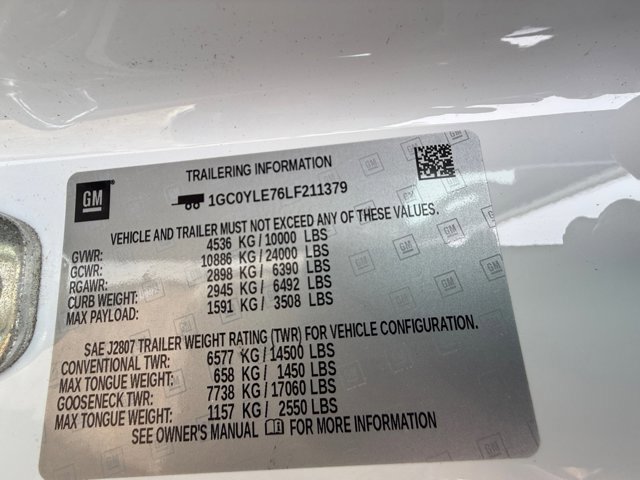 GM
TRAILERING INFORMATION
1GC0YLE76LF211379
VEHICLE AND TRAILER MUST NOT EXCEED ANY OF THESE VALUES.
GVWR: 4536 KG / 10000 LBS
GCWR: 10886 KG / 24000 LBS
RGAWR: 2898 KG / 6390 LBS
CURB WEIGHT: 2945 KG / 6492 LBS
MAX PAYLOAD: 1591 KG / 3508 LBS
SAE J2807 TRAILER WEIGHT RATING (TWR) FOR VEHICLE CONFIGURATION.
CONVENTIONAL TWR: 6577 KG / 14500 LBS
MAX TONGUE WEIGHT: 658 KG / 1450 LBS
GOOSENECK TWR: 7738 KG / 17060 LBS
MAX TONGUE WEIGHT: 1157 KG / 2550 LBS
SEE OWNER'S MANUAL FOR MORE INFORMATION